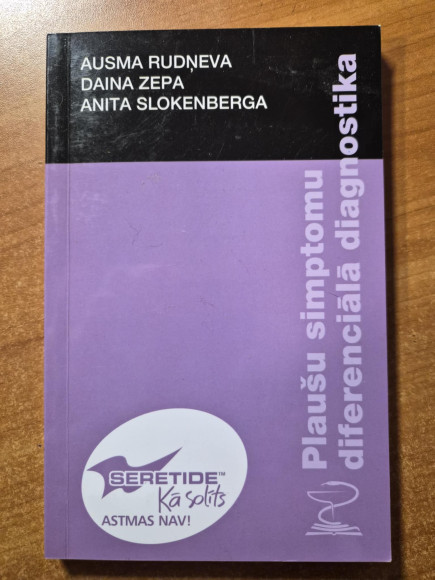 AUSMA RUDŅEVA
DAINA ZEPA
ANITA SLOKENBERGA
Plaušu simptomu
diferenciālā diagnostika
SERETIDE™
Kā solīts
ASTMAS NAV!